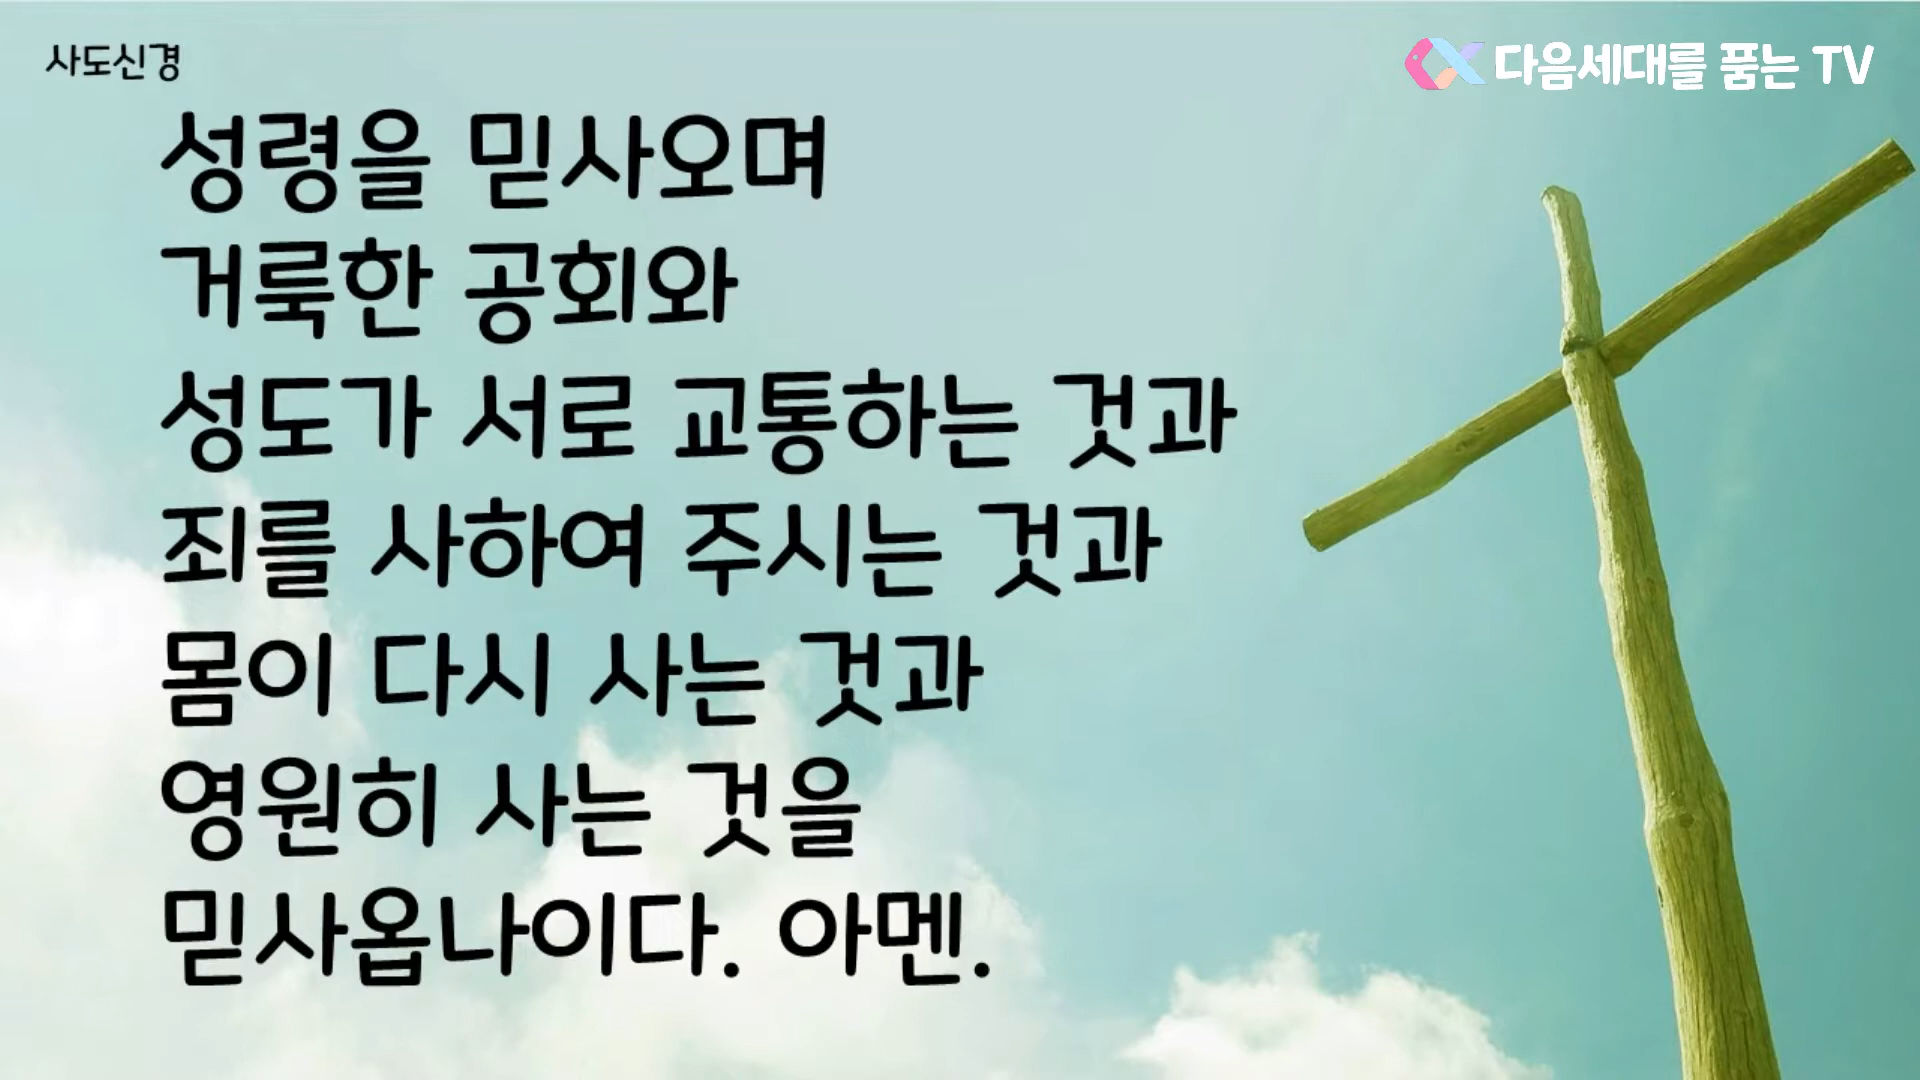 사도신경
다음세대를 품는 TV
성령을 믿사오며
거룩한 공회와
성도가 서로 교통하는 것과
죄를 사하여 주시는 것과
몸이 다시 사는 것과
영원히 사는 것을
믿사옵나이다. 아멘.